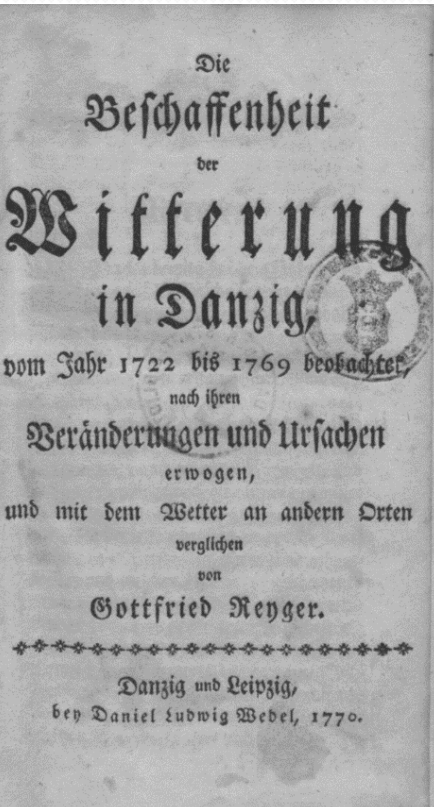 Die
Beschaffenheit
der
Witterung
in Danzig,
vom Jahr 1722 bis 1769 beobachtet,
nach ihren
Veränderungen und Ursachen
erwogen,
und mit dem Wetter an andern Orten
verglichen
von
Gottfried Reyger.
Danzig und Leipzig,
bey Daniel Ludwig Wedel, 1770.